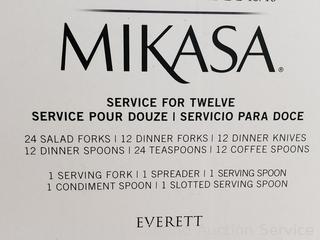 MIKASA®
SERVICE FOR TWELVE
SERVICE POUR DOUZE | SERVICIO PARA DOCE
24 SALAD FORKS | 12 DINNER FORKS | 12 DINNER KNIVES
12 DINNER SPOONS | 24 TEASPOONS | 12 COFFEE SPOONS
1 SERVING FORK | 1 SPREADER | 1 SERVING SPOON
1 CONDIMENT SPOON | 1 SLOTTED SERVING SPOON
EVERETT
Auction Service